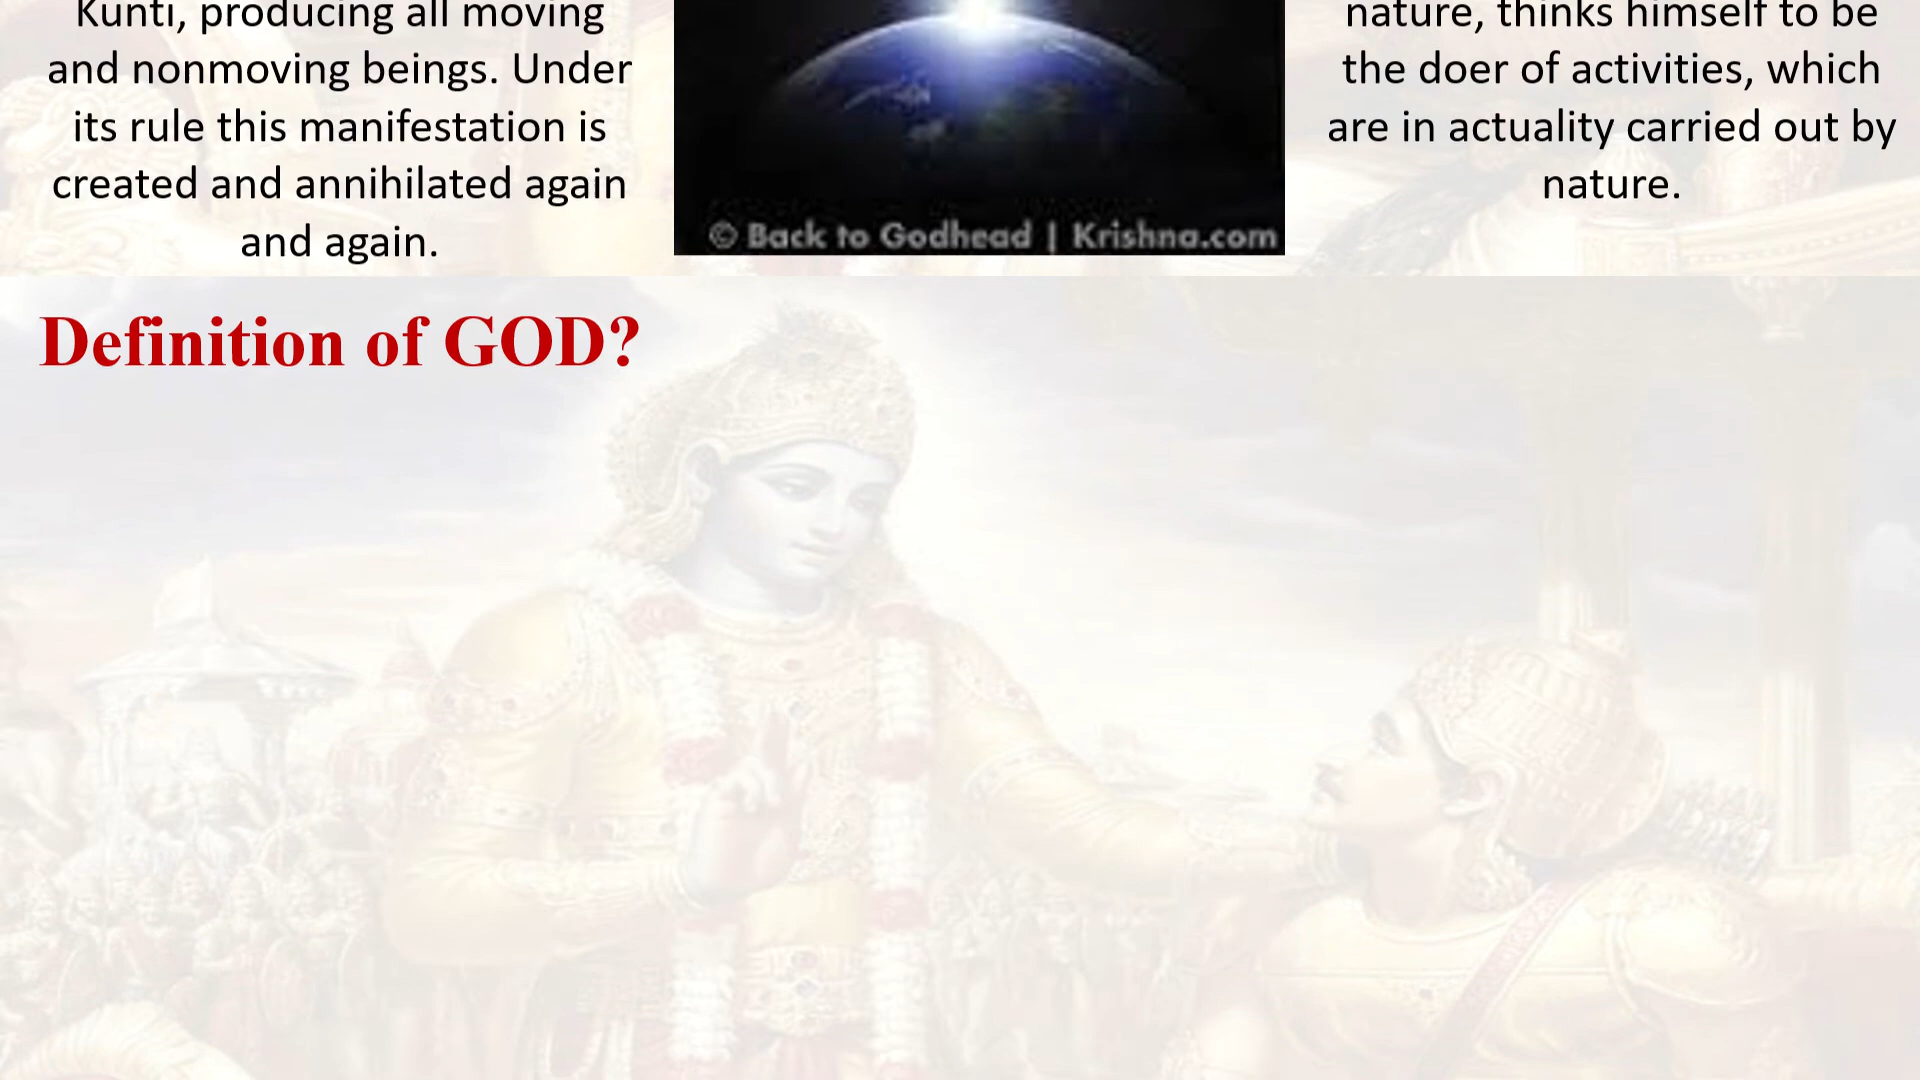 Kunti, producing all moving
and nonmoving beings. Under
its rule this manifestation is
created and annihilated again
and again.
© Back to Godhead | Krishna.com
nature, thinks himself to be
the doer of activities, which
are in actuality carried out by
nature.
Definition of GOD?